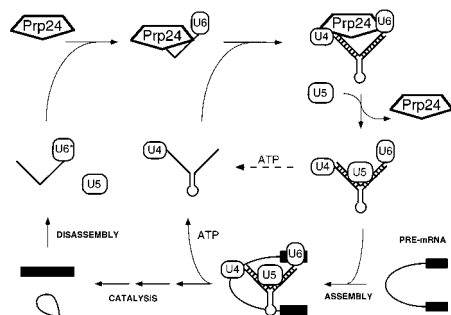 Prp24
Prp24
U6
Prp24
U4
U6
U5
Prp24
U6*
U5
U4
ATP
U4
U5
U6
DISASSEMBLY
ATP
U4
U5
U6
PRE-mRNA
CATALYSIS
ASSEMBLY